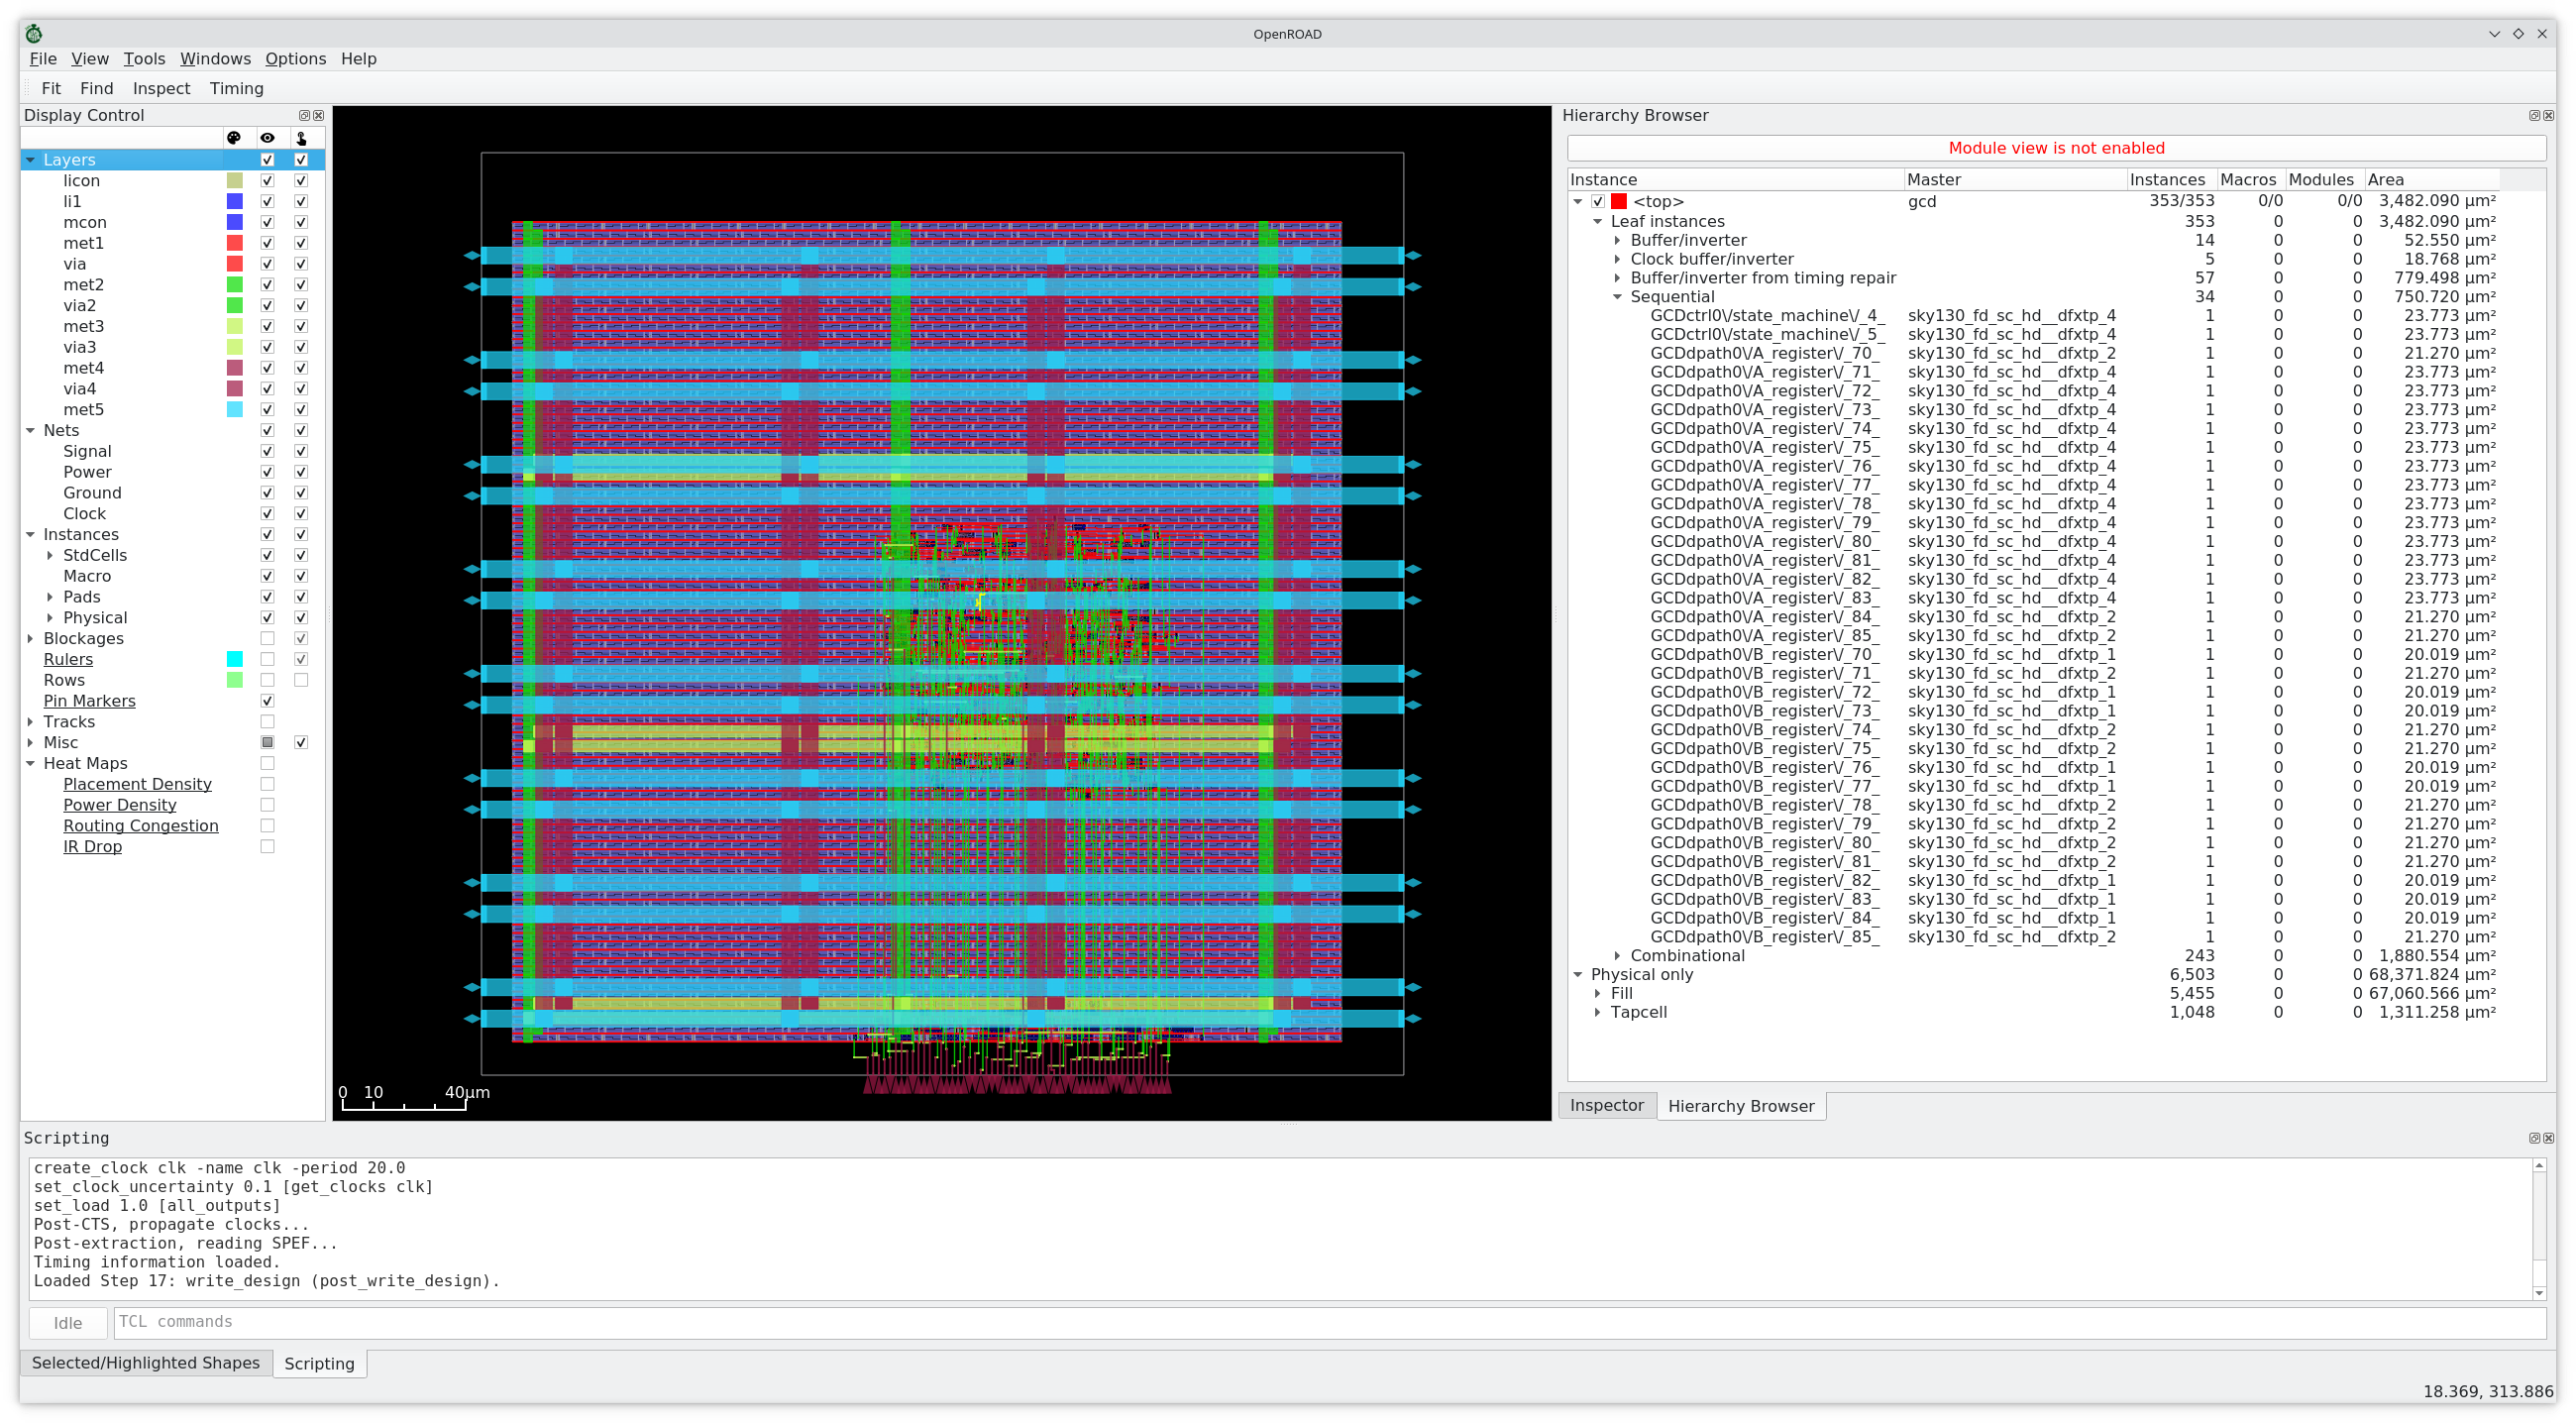 OpenROAD
File View Tools Windows Options Help
Fit Find Inspect Timing
Display Control
Layers
licon
li1
mcon
met1
via
met2
via2
met3
via3
met4
via4
met5
Nets
Signal
Power
Ground
Clock
Instances
StdCells
Macro
Pads
Physical
Blockages
Rulers
Rows
Pin Markers
Tracks
Misc
Heat Maps
Placement Density
Power Density
Routing Congestion
IR Drop
0 10 40μm
Hierarchy Browser
Module view is not enabled
Instance Master Instances Macros Modules Area
<top> gcd 353/353 0/0 0/0 3,482.090 μm²
Leaf instances 353 0 0 3,482.090 μm²
Buffer/inverter 14 0 0 52.550 μm²
Clock buffer/inverter 5 0 0 18.768 μm²
Buffer/inverter from timing repair 57 0 0 779.498 μm²
Sequential 34 0 0 750.720 μm²
GCDctrl0\/state_machine\/_4_ sky130_fd_sc_hd__dfxtp_4 1 0 0 23.773 μm²
GCDctrl0\/state_machine\/_5_ sky130_fd_sc_hd__dfxtp_4 1 0 0 23.773 μm²
GCDdpath0\/A_register\/_70_ sky130_fd_sc_hd__dfxtp_2 1 0 0 21.270 μm²
GCDdpath0\/A_register\/_71_ sky130_fd_sc_hd__dfxtp_4 1 0 0 23.773 μm²
GCDdpath0\/A_register\/_72_ sky130_fd_sc_hd__dfxtp_4 1 0 0 23.773 μm²
GCDdpath0\/A_register\/_73_ sky130_fd_sc_hd__dfxtp_4 1 0 0 23.773 μm²
GCDdpath0\/A_register\/_74_ sky130_fd_sc_hd__dfxtp_4 1 0 0 23.773 μm²
GCDdpath0\/A_register\/_75_ sky130_fd_sc_hd__dfxtp_4 1 0 0 23.773 μm²
GCDdpath0\/A_register\/_76_ sky130_fd_sc_hd__dfxtp_4 1 0 0 23.773 μm²
GCDdpath0\/A_register\/_77_ sky130_fd_sc_hd__dfxtp_4 1 0 0 23.773 μm²
GCDdpath0\/A_register\/_78_ sky130_fd_sc_hd__dfxtp_4 1 0 0 23.773 μm²
GCDdpath0\/A_register\/_79_ sky130_fd_sc_hd__dfxtp_4 1 0 0 23.773 μm²
GCDdpath0\/A_register\/_80_ sky130_fd_sc_hd__dfxtp_4 1 0 0 23.773 μm²
GCDdpath0\/A_register\/_81_ sky130_fd_sc_hd__dfxtp_4 1 0 0 23.773 μm²
GCDdpath0\/A_register\/_82_ sky130_fd_sc_hd__dfxtp_4 1 0 0 23.773 μm²
GCDdpath0\/A_register\/_83_ sky130_fd_sc_hd__dfxtp_4 1 0 0 23.773 μm²
GCDdpath0\/A_register\/_84_ sky130_fd_sc_hd__dfxtp_2 1 0 0 21.270 μm²
GCDdpath0\/A_register\/_85_ sky130_fd_sc_hd__dfxtp_2 1 0 0 21.270 μm²
GCDdpath0\/B_register\/_70_ sky130_fd_sc_hd__dfxtp_1 1 0 0 20.019 μm²
GCDdpath0\/B_register\/_71_ sky130_fd_sc_hd__dfxtp_2 1 0 0 21.270 μm²
GCDdpath0\/B_register\/_72_ sky130_fd_sc_hd__dfxtp_1 1 0 0 20.019 μm²
GCDdpath0\/B_register\/_73_ sky130_fd_sc_hd__dfxtp_1 1 0 0 20.019 μm²
GCDdpath0\/B_register\/_74_ sky130_fd_sc_hd__dfxtp_2 1 0 0 21.270 μm²
GCDdpath0\/B_register\/_75_ sky130_fd_sc_hd__dfxtp_2 1 0 0 21.270 μm²
GCDdpath0\/B_register\/_76_ sky130_fd_sc_hd__dfxtp_1 1 0 0 20.019 μm²
GCDdpath0\/B_register\/_77_ sky130_fd_sc_hd__dfxtp_1 1 0 0 20.019 μm²
GCDdpath0\/B_register\/_78_ sky130_fd_sc_hd__dfxtp_2 1 0 0 21.270 μm²
GCDdpath0\/B_register\/_79_ sky130_fd_sc_hd__dfxtp_2 1 0 0 21.270 μm²
GCDdpath0\/B_register\/_80_ sky130_fd_sc_hd__dfxtp_2 1 0 0 21.270 μm²
GCDdpath0\/B_register\/_81_ sky130_fd_sc_hd__dfxtp_2 1 0 0 21.270 μm²
GCDdpath0\/B_register\/_82_ sky130_fd_sc_hd__dfxtp_1 1 0 0 20.019 μm²
GCDdpath0\/B_register\/_83_ sky130_fd_sc_hd__dfxtp_1 1 0 0 20.019 μm²
GCDdpath0\/B_register\/_84_ sky130_fd_sc_hd__dfxtp_1 1 0 0 20.019 μm²
GCDdpath0\/B_register\/_85_ sky130_fd_sc_hd__dfxtp_2 1 0 0 21.270 μm²
Combinational 243 0 0 1,880.554 μm²
Physical only 6,503 0 0 68,371.824 μm²
Fill 5,455 0 0 67,060.566 μm²
Tapcell 1,048 0 0 1,311.258 μm²
Inspector Hierarchy Browser
Scripting
create_clock clk -name clk -period 20.0
set_clock_uncertainty 0.1 [get_clocks clk]
set_load 1.0 [all_outputs]
Post-CTS, propagate clocks...
Post-extraction, reading SPEF...
Timing information loaded.
Loaded Step 17: write_design (post_write_design).
Idle TCL commands
Selected/Highlighted Shapes Scripting
18.369, 313.886